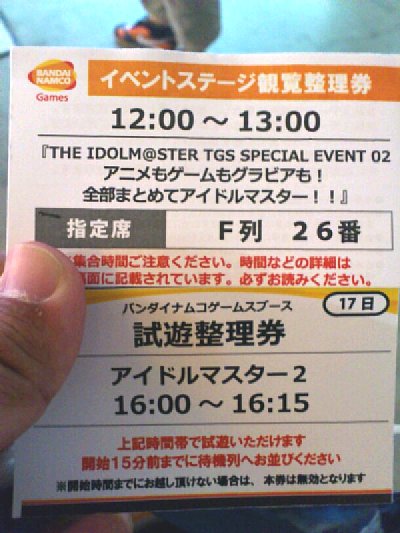 BANDAI
NAMCO
Games
イベントステージ観覧整理券
12:00 ~ 13:00
『THE IDOLM@STER TGS SPECIAL EVENT 02
アニメもゲームもグラビアも!
全部まとめてアイドルマスター!!』
指定席 F列 26番
集合時間ご注意ください。時間などの詳細は
面に記載されています。必ずお読みください。
17日
バンダイナムコゲームスブース
試遊整理券
アイドルマスター2
16:00 ~ 16:15
上記時間帯で試遊いただけます
開始15分前までに待機列へお並びください
※開始時間までにお越し頂けない場合は、本券は無効となります